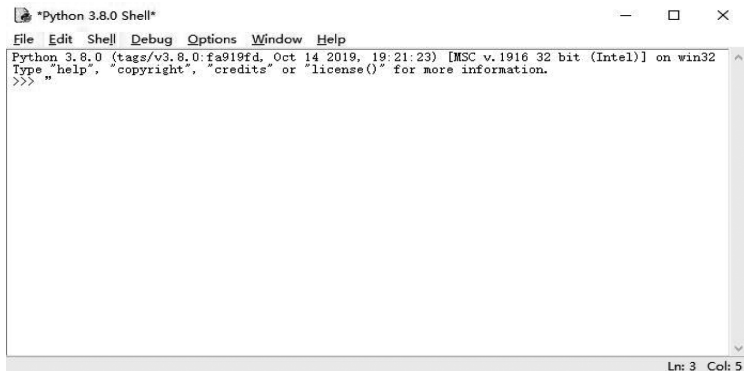 *Python 3.8.0 Shell*
File Edit Shell Debug Options Window Help
Python 3.8.0 (tags/v3.8.0:fa919fd, Oct 14 2019, 19:21:23) [MSC v.1916 32 bit (Intel)] on win32
Type "help", "copyright", "credits" or "license()" for more information.
>>> "
Ln: 3 Col: 5